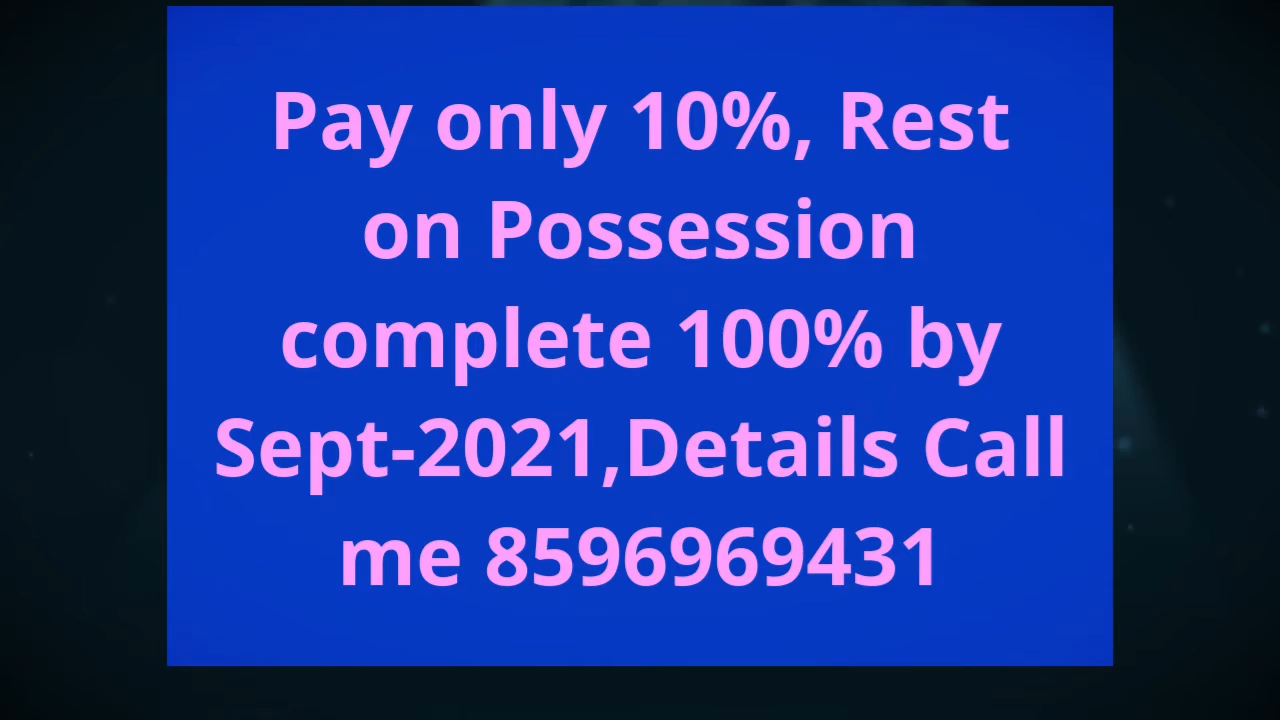 Pay only 10%, Rest
on Possession
complete 100% by
Sept-2021,Details Call
me 8596969431